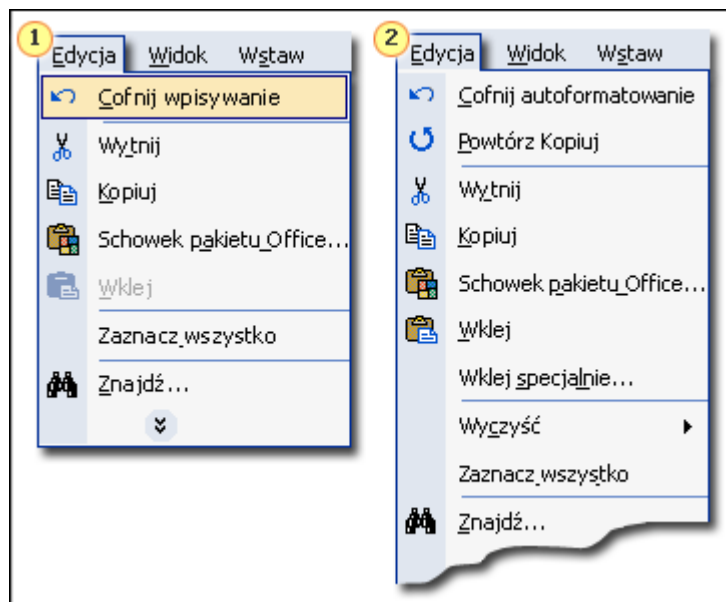 1
Edycja Widok Wstaw
Cofnij wpisywanie
Wytnij
Kopiuj
Schowek pakietu Office...
Wklej
Zaznacz wszystko
Znajdź...
2
Edycja Widok Wstaw
Cofnij autoformatowanie
Powtórz Kopiuj
Wytnij
Kopiuj
Schowek pakietu Office...
Wklej
Wklej specjalnie...
Wyczyść
Zaznacz wszystko
Znajdź...